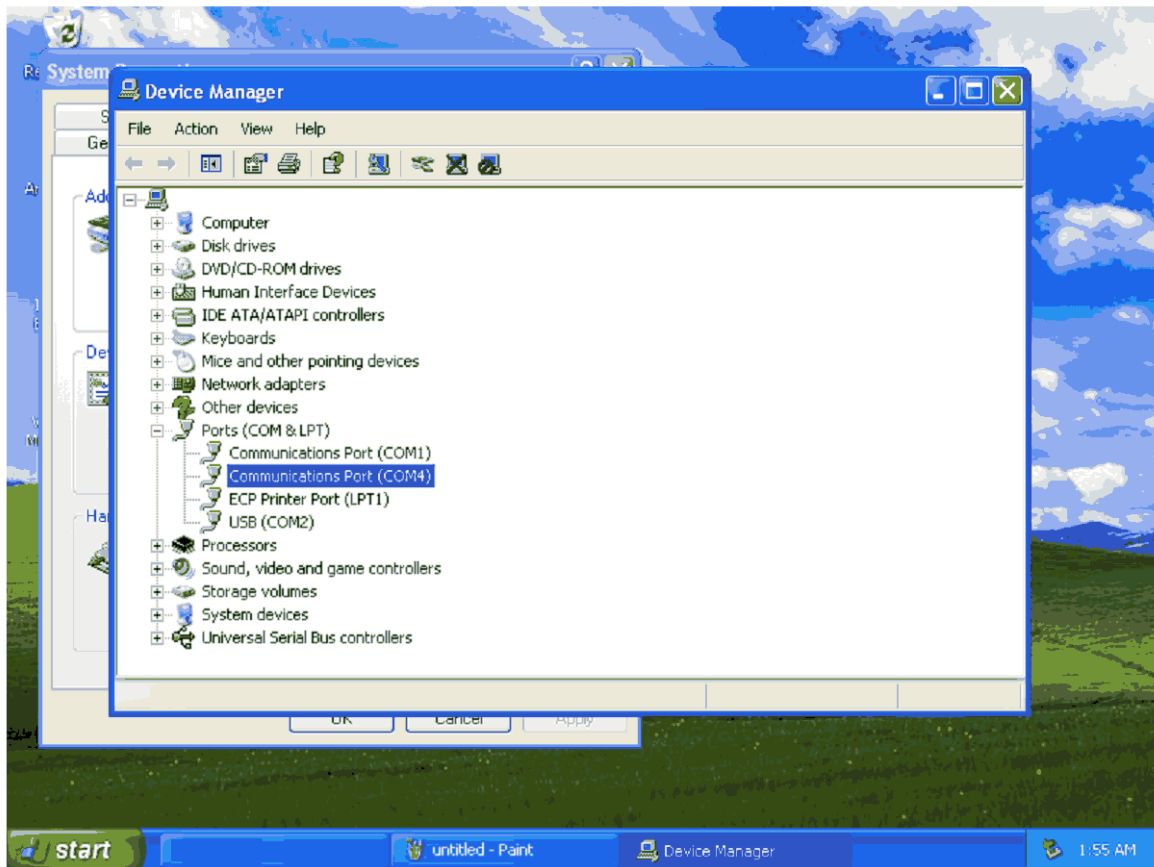 System
Device Manager
File Action View Help
Computer
Disk drives
DVD/CD-ROM drives
Human Interface Devices
IDE ATA/ATAPI controllers
Keyboards
Mice and other pointing devices
Network adapters
Other devices
Ports (COM & LPT)
Communications Port (COM1)
Communications Port (COM4)
ECP Printer Port (LPT1)
USB (COM2)
Processors
Sound, video and game controllers
Storage volumes
System devices
Universal Serial Bus controllers
OK Cancel Apply
start untitled - Paint Device Manager 1:55 AM